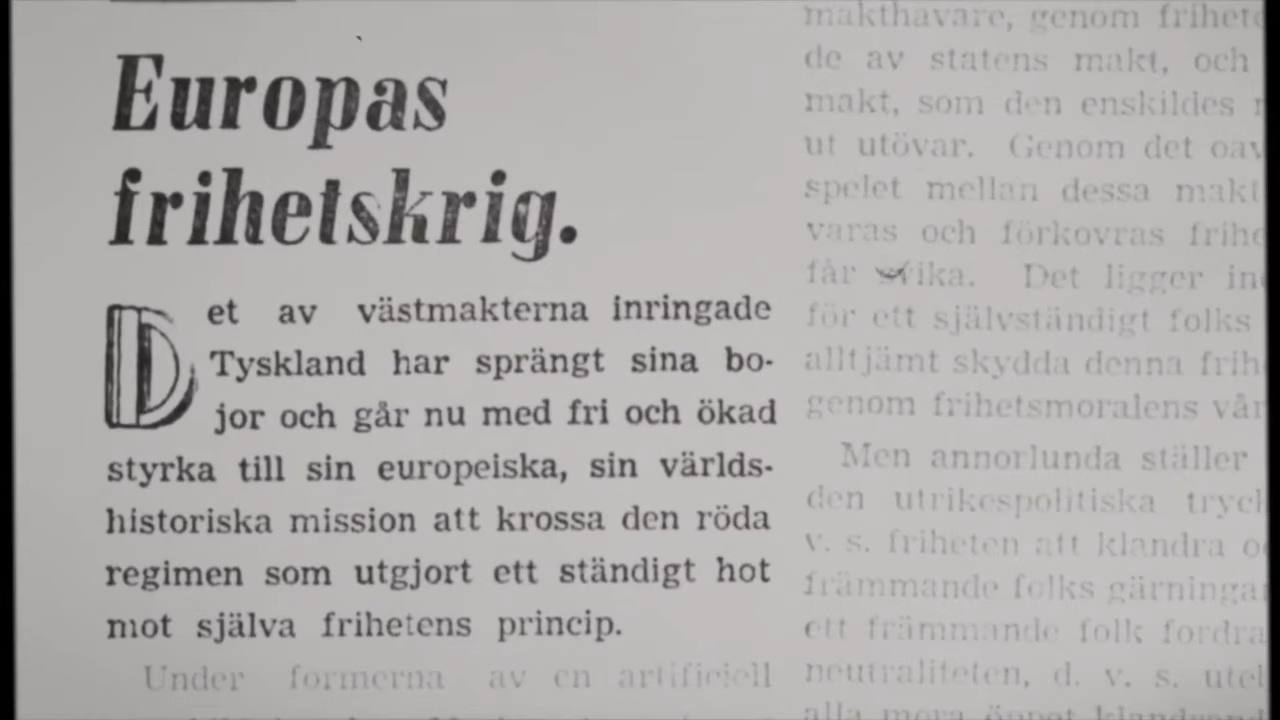 Europas
frihetskrig.
Det av västmakterna inringade
Tyskland har sprängt sina bo-
jor och går nu med fri och ökad
styrka till sin europeiska, sin världs-
historiska mission att krossa den röda
regimen som utgjort ett ständigt hot
mot själva frihetens princip.
Under formerna av en artificiell
makthavare, genom
de av statens makt, och
makt, som den enskildes
ut utövar. Genom det
spelet mellan dessa
varas och förkovras
får Det ligger
för ett självständigt folks
alltjämt skydda denna
genom frihetsmoralens
Men annorlunda ställer
den utrikespolitiska
v. s. friheten att klandra
främmande folks
ett främmande folk
neutraliteten, d. v. s.
alla mera öppet